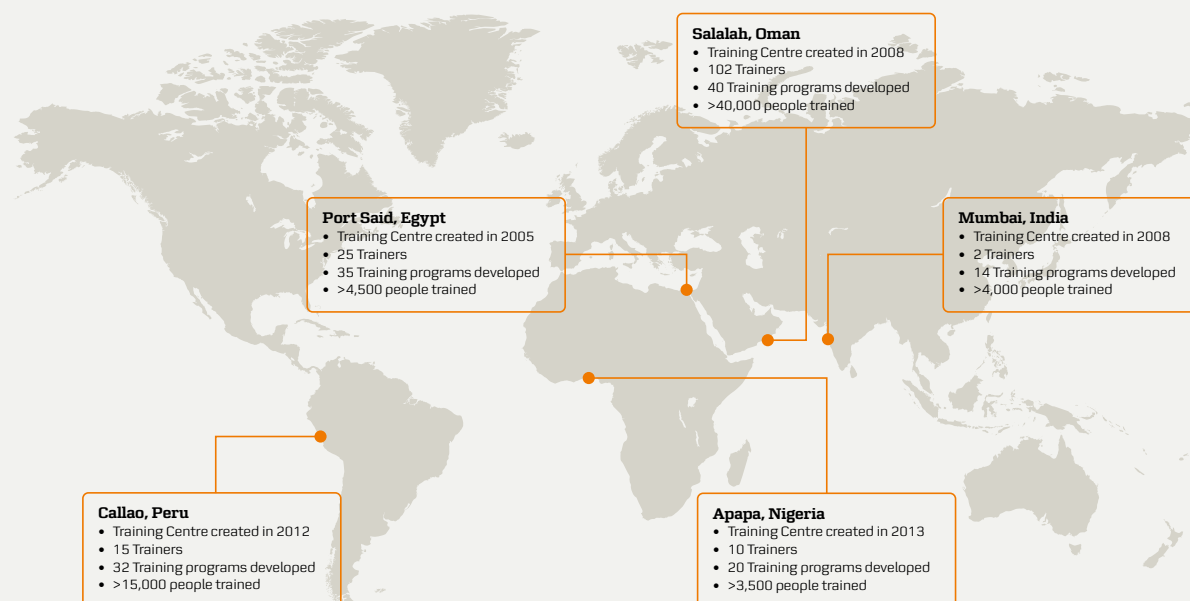 Salalah, Oman
• Training Centre created in 2008
• 102 Trainers
• 40 Training programs developed
• >40,000 people trained
Port Said, Egypt
• Training Centre created in 2005
• 25 Trainers
• 35 Training programs developed
• >4,500 people trained
Mumbai, India
• Training Centre created in 2008
• 2 Trainers
• 14 Training programs developed
• >4,000 people trained
Callao, Peru
• Training Centre created in 2012
• 15 Trainers
• 32 Training programs developed
• >15,000 people trained
Apapa, Nigeria
• Training Centre created in 2013
• 10 Trainers
• 20 Training programs developed
• >3,500 people trained